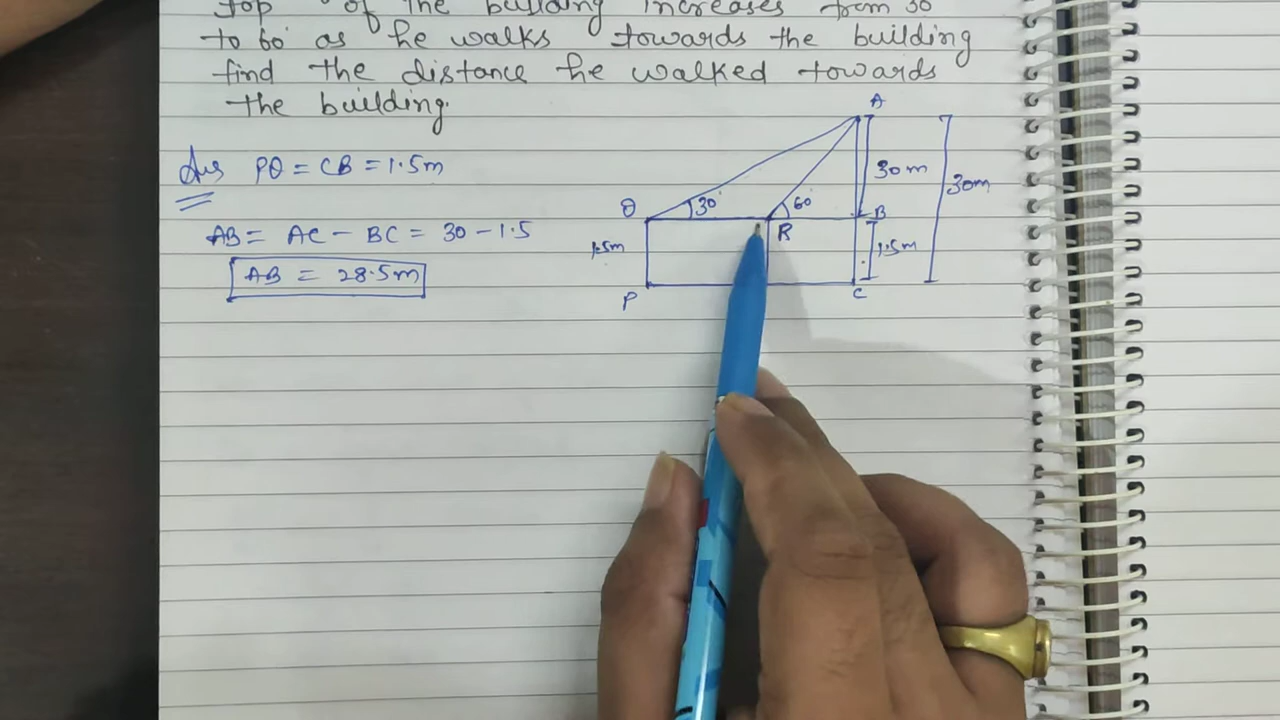 top of the building increases from 30°
to 60° as he walks towards the building
find the distance he walked towards
the building.
Ans PQ = CB = 1.5m
AB = AC - BC = 30 - 1.5
AB = 28.5m
A
30m
30m
Q
30°
60°
B
R
1.5m
1.5m
P
C